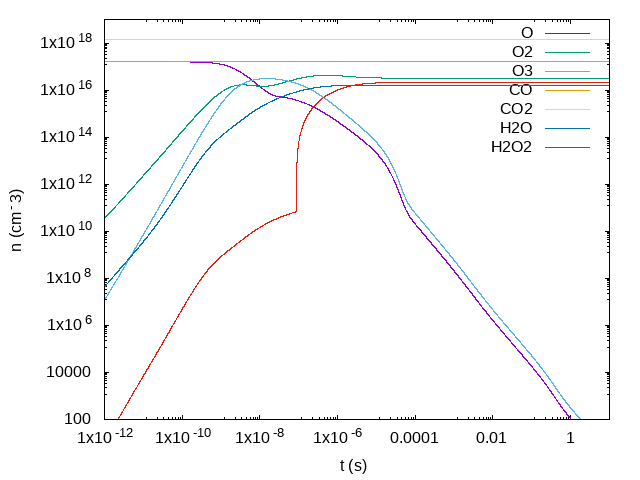 O
O2
O3
CO
CO2
H2O
H2O2
1x10 18
1x10 16
1x10 14
1x10 12
1x10 10
1x10 8
1x10 6
10000
100
n (cm-3)
1x10-12 1x10-10 1x10-8 1x10-6 0.0001 0.01 1
t (s)